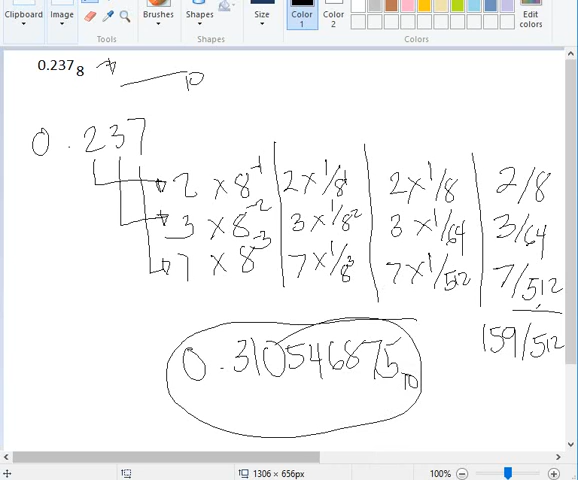 Clipboard Image Brushes Shapes Size Color 1 Color 2 Edit colors
Tools Shapes Colors
0.237₈ → 10
0.237
2 × 8⁻¹ 2 × 1/8¹ 2 × 1/8 2/8
3 × 8⁻² 3 × 1/8² 3 × 1/64 3/64
7 × 8⁻³ 7 × 1/8³ 7 × 1/512 7/512
159/512
0.310546875₁₀
1306 × 656px 100%